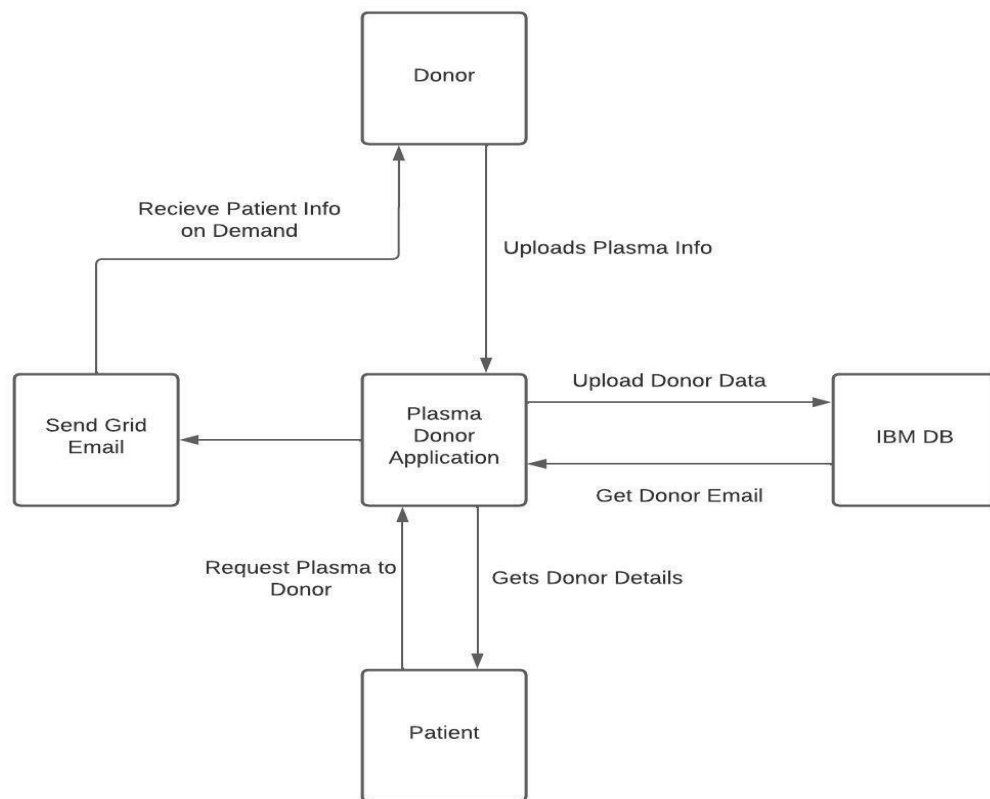 Donor
Recieve Patient Info
on Demand
Uploads Plasma Info
Upload Donor Data
Send Grid
Email
Plasma
Donor
Application
IBM DB
Get Donor Email
Request Plasma to
Donor
Gets Donor Details
Patient